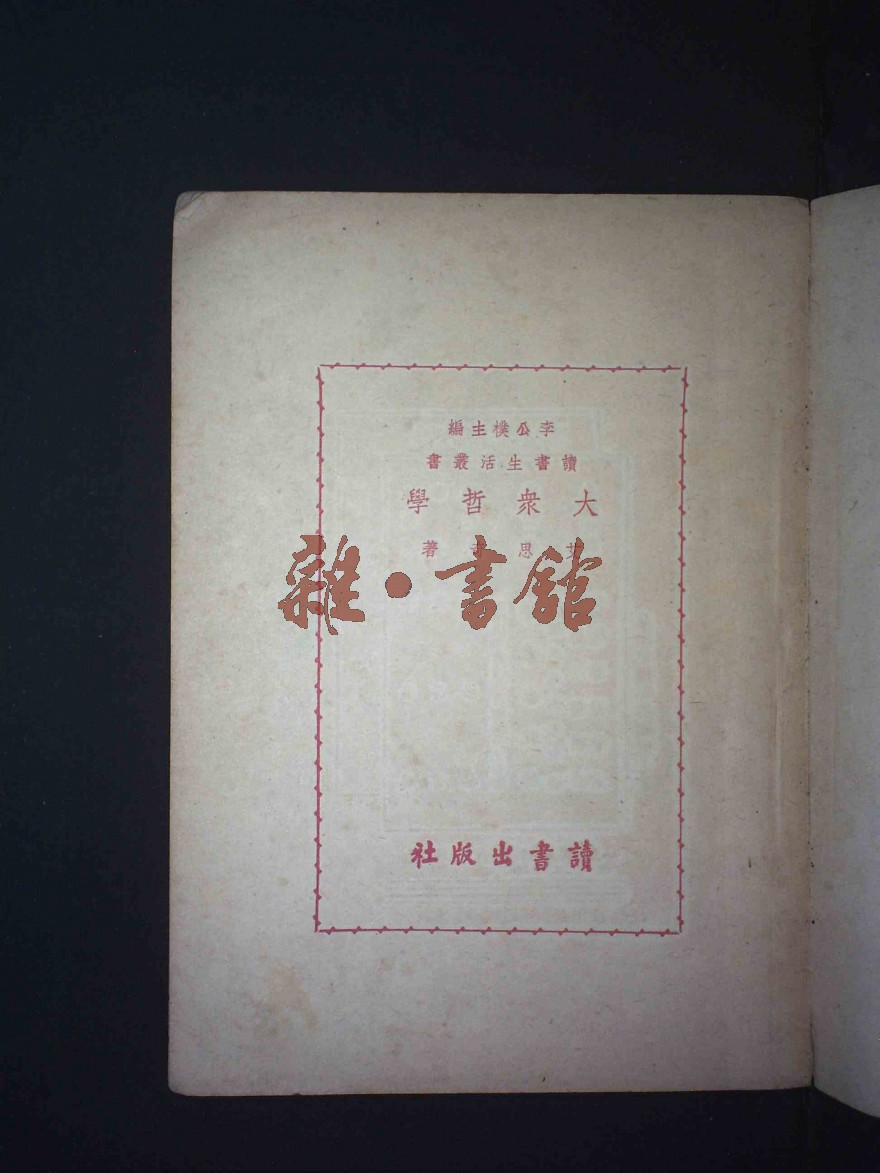 李公樸主編
讀書生活叢書
大衆哲學
艾思奇著
雜·書館
讀書出版社